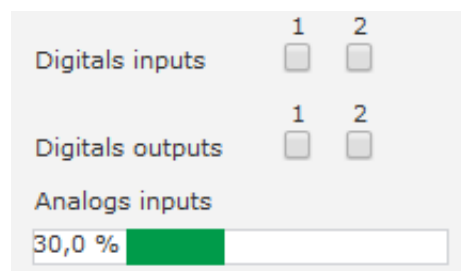 1 2
Digitals inputs
1 2
Digitals outputs
Analogs inputs
30,0 %